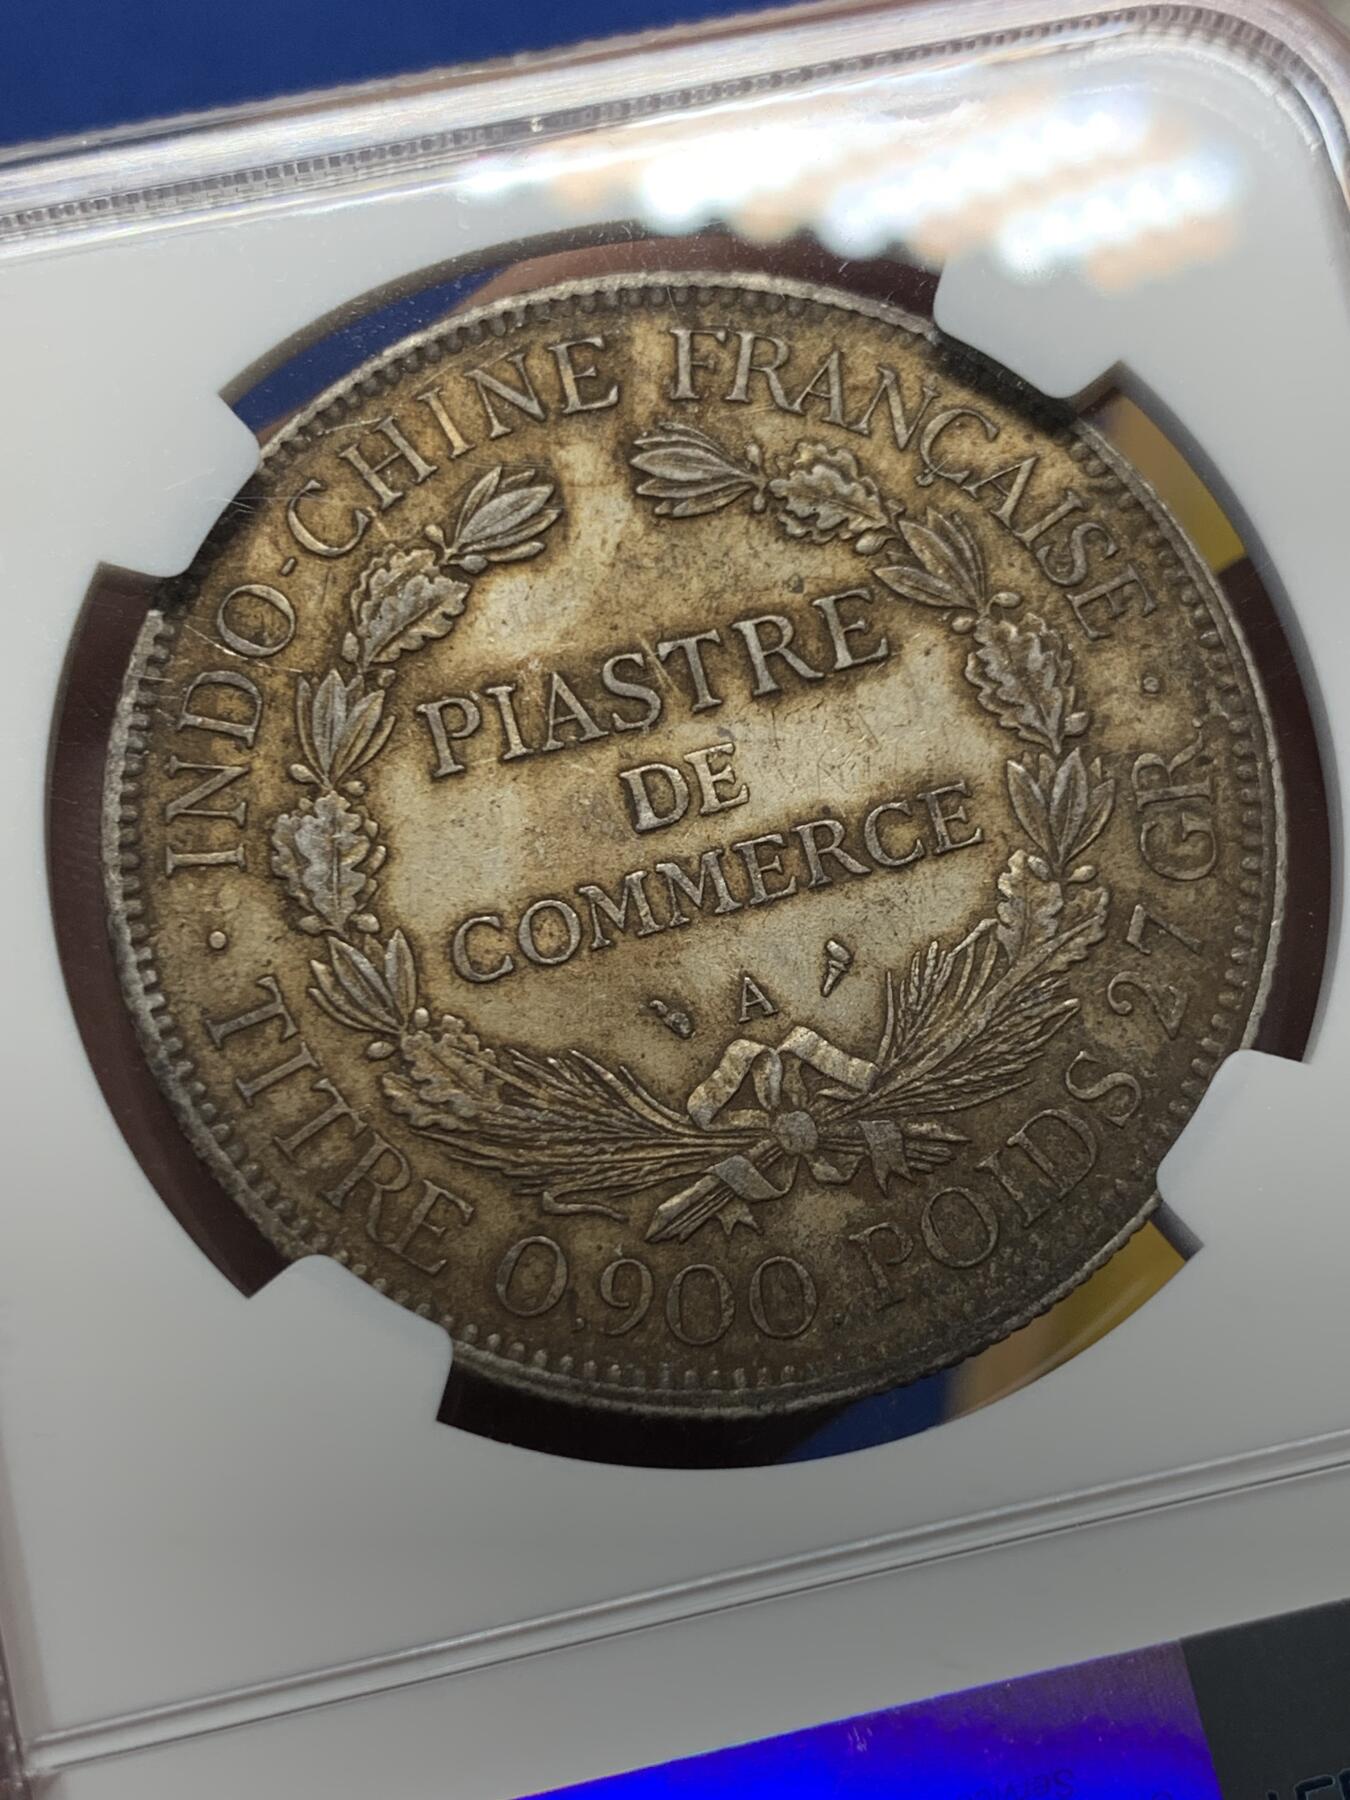 INDO-CHINE FRANÇAISE
PIASTRE
DE
COMMERCE
A
· TITRE 0,900. POIDS 27 GR. ·